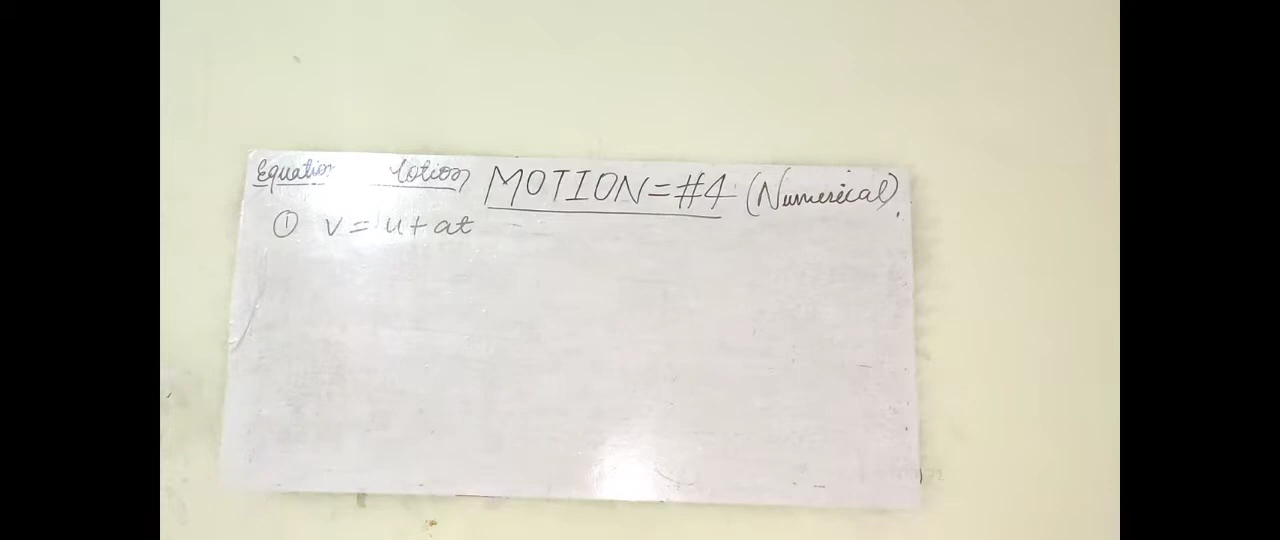 Equation Motion
MOTION=#4 (Numerical).
① v = u + at